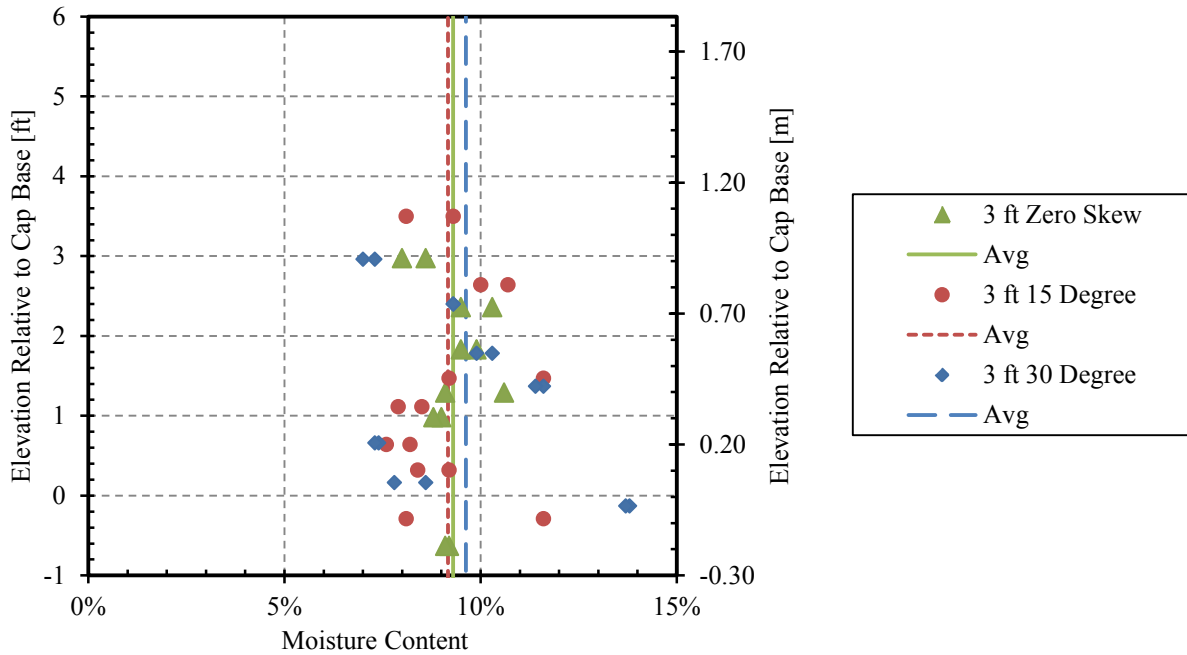 6
5
4
3
2
1
0
-1
Elevation Relative to Cap Base [ft]
0%
5%
10%
15%
Moisture Content
1.70
1.20
0.70
0.20
-0.30
Elevation Relative to Cap Base [m]
3 ft Zero Skew
Avg
3 ft 15 Degree
Avg
3 ft 30 Degree
Avg